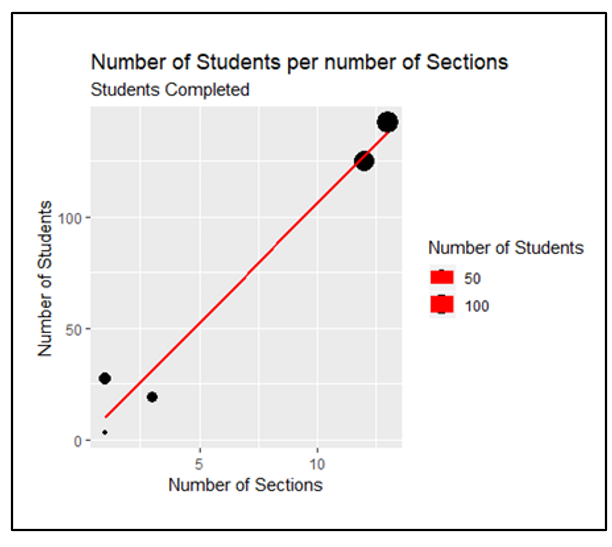 Number of Students per number of Sections
Students Completed
Number of Students
100
50
0
5
10
Number of Sections
Number of Students
50
100